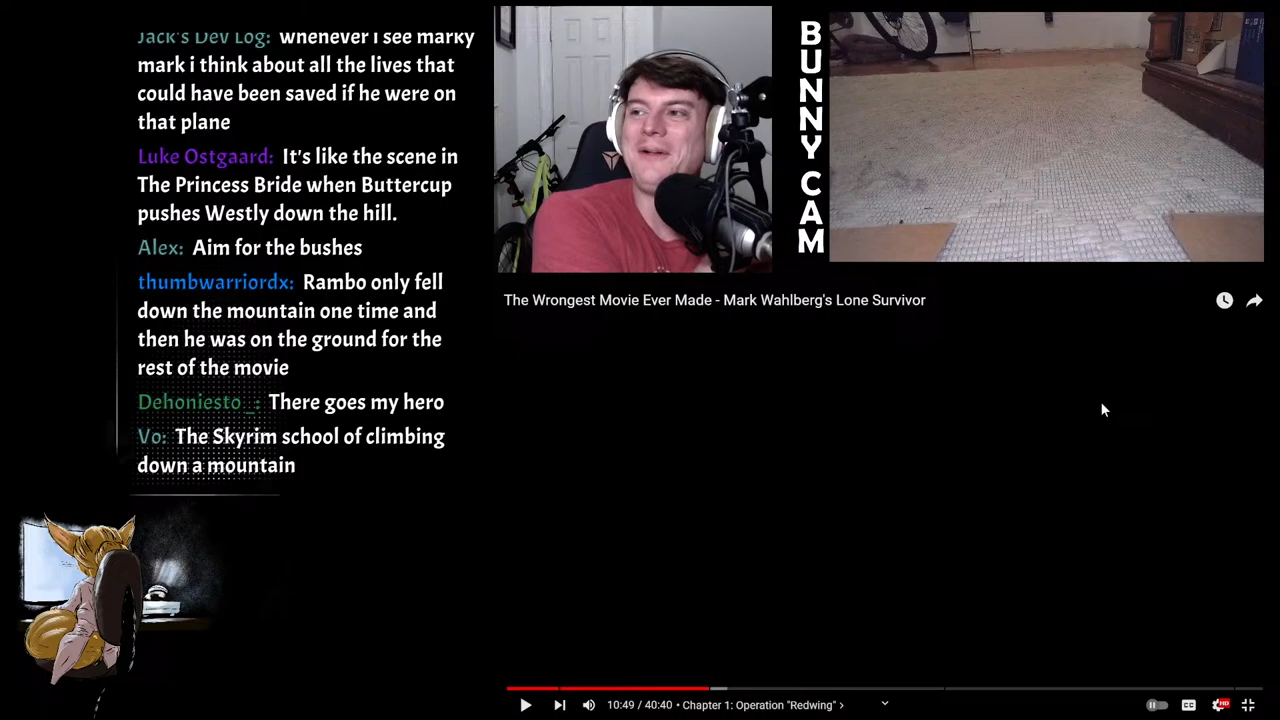 Jack's Dev Log: whenever I see marky
mark i think about all the lives that
could have been saved if he were on
that plane
Luke Ostgaard: It's like the scene in
The Princess Bride when Buttercup
pushes Westly down the hill.
Alex: Aim for the bushes
thumbwarriordx: Rambo only fell
down the mountain one time and
then he was on the ground for the
rest of the movie
Dehoniesto_: There goes my hero
Vo: The Skyrim school of climbing
down a mountain
BUNNY CAM
The Wrongest Movie Ever Made - Mark Wahlberg's Lone Survivor
10:49 / 40:40 • Chapter 1: Operation "Redwing" ›
CC
HD